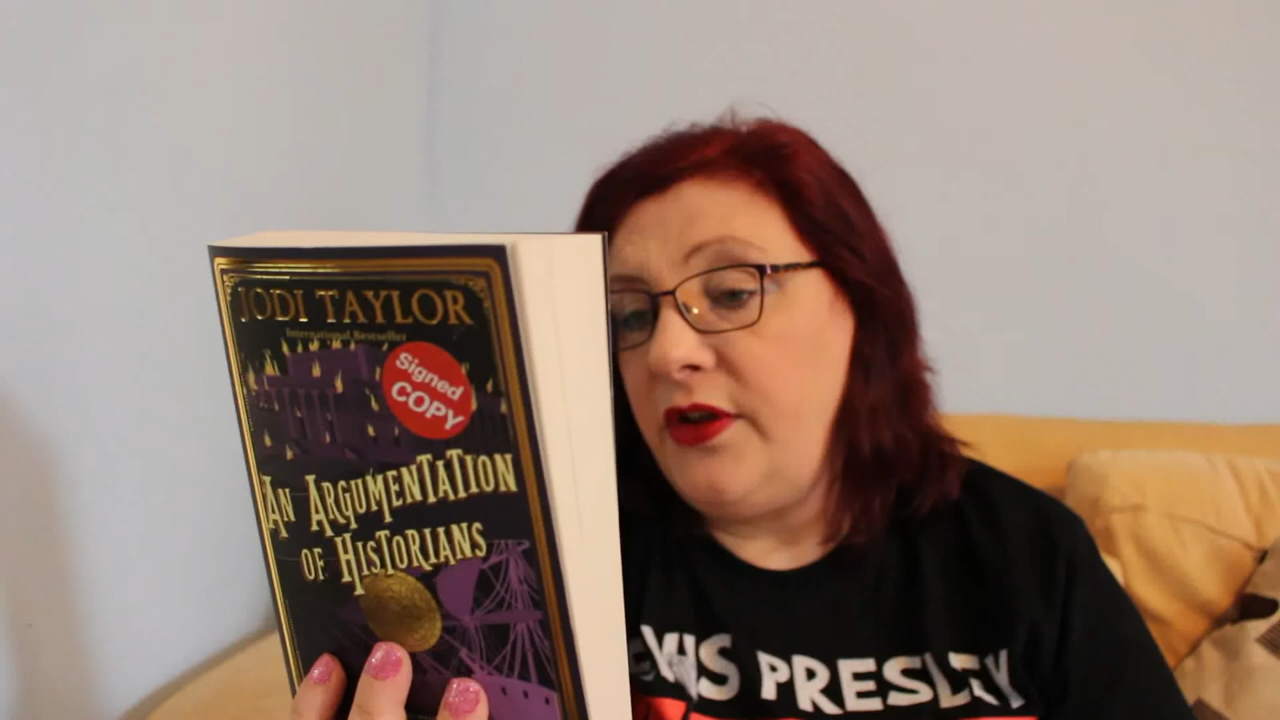 JODI TAYLOR
International Bestseller
Signed
COPY
AN ARGUMENTATION
OF HISTORIANS
ELVIS PRESLEY